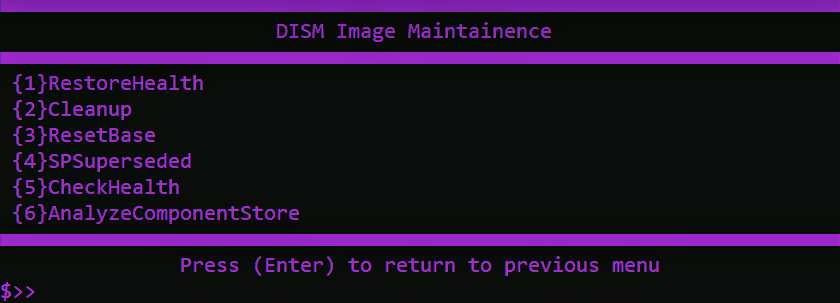 DISM Image Maintainence
{1}RestoreHealth
{2}Cleanup
{3}ResetBase
{4}SPSuperseded
{5}CheckHealth
{6}AnalyzeComponentStore
Press (Enter) to return to previous menu
$>>